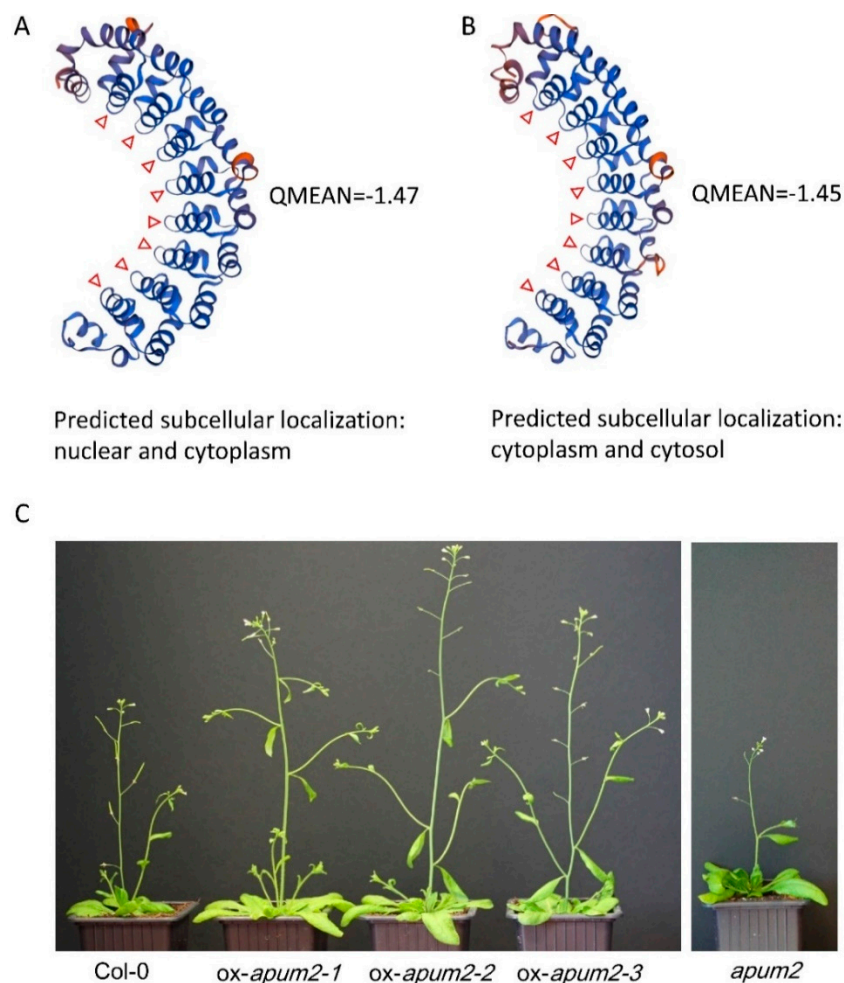 A
B
QMEAN=-1.47
QMEAN=-1.45
Predicted subcellular localization:
nuclear and cytoplasm
Predicted subcellular localization:
cytoplasm and cytosol
C
Col-0
ox-apum2-1
ox-apum2-2
ox-apum2-3
apum2